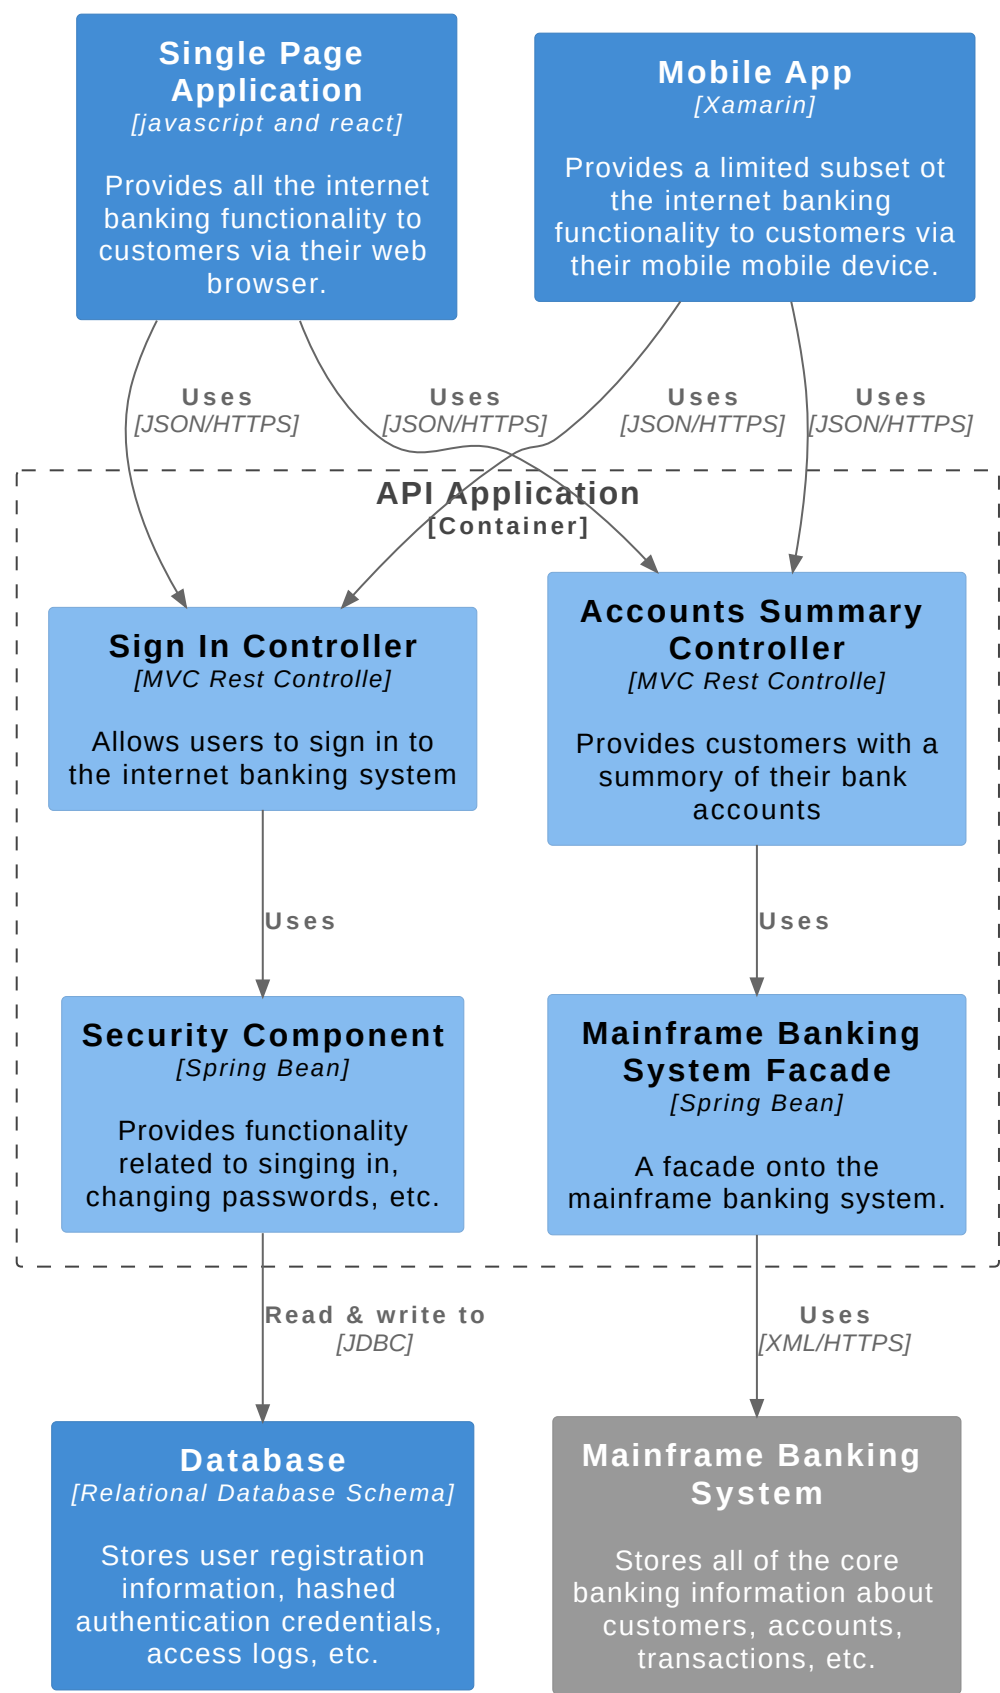 Single Page
Application
[javascript and react]
Provides all the internet
banking functionality to
customers via their web
browser.
Mobile App
[Xamarin]
Provides a limited subset ot
the internet banking
functionality to customers via
their mobile mobile device.
Uses
[JSON/HTTPS]
Uses
[JSON/HTTPS]
Uses
[JSON/HTTPS]
Uses
[JSON/HTTPS]
API Application
[Container]
Sign In Controller
[MVC Rest Controlle]
Allows users to sign in to
the internet banking system
Accounts Summary
Controller
[MVC Rest Controlle]
Provides customers with a
summory of their bank
accounts
Uses
Uses
Security Component
[Spring Bean]
Provides functionality
related to singing in,
changing passwords, etc.
Mainframe Banking
System Facade
[Spring Bean]
A facade onto the
mainframe banking system.
Read & write to
[JDBC]
Uses
[XML/HTTPS]
Database
[Relational Database Schema]
Stores user registration
information, hashed
authentication credentials,
access logs, etc.
Mainframe Banking
System
Stores all of the core
banking information about
customers, accounts,
transactions, etc.